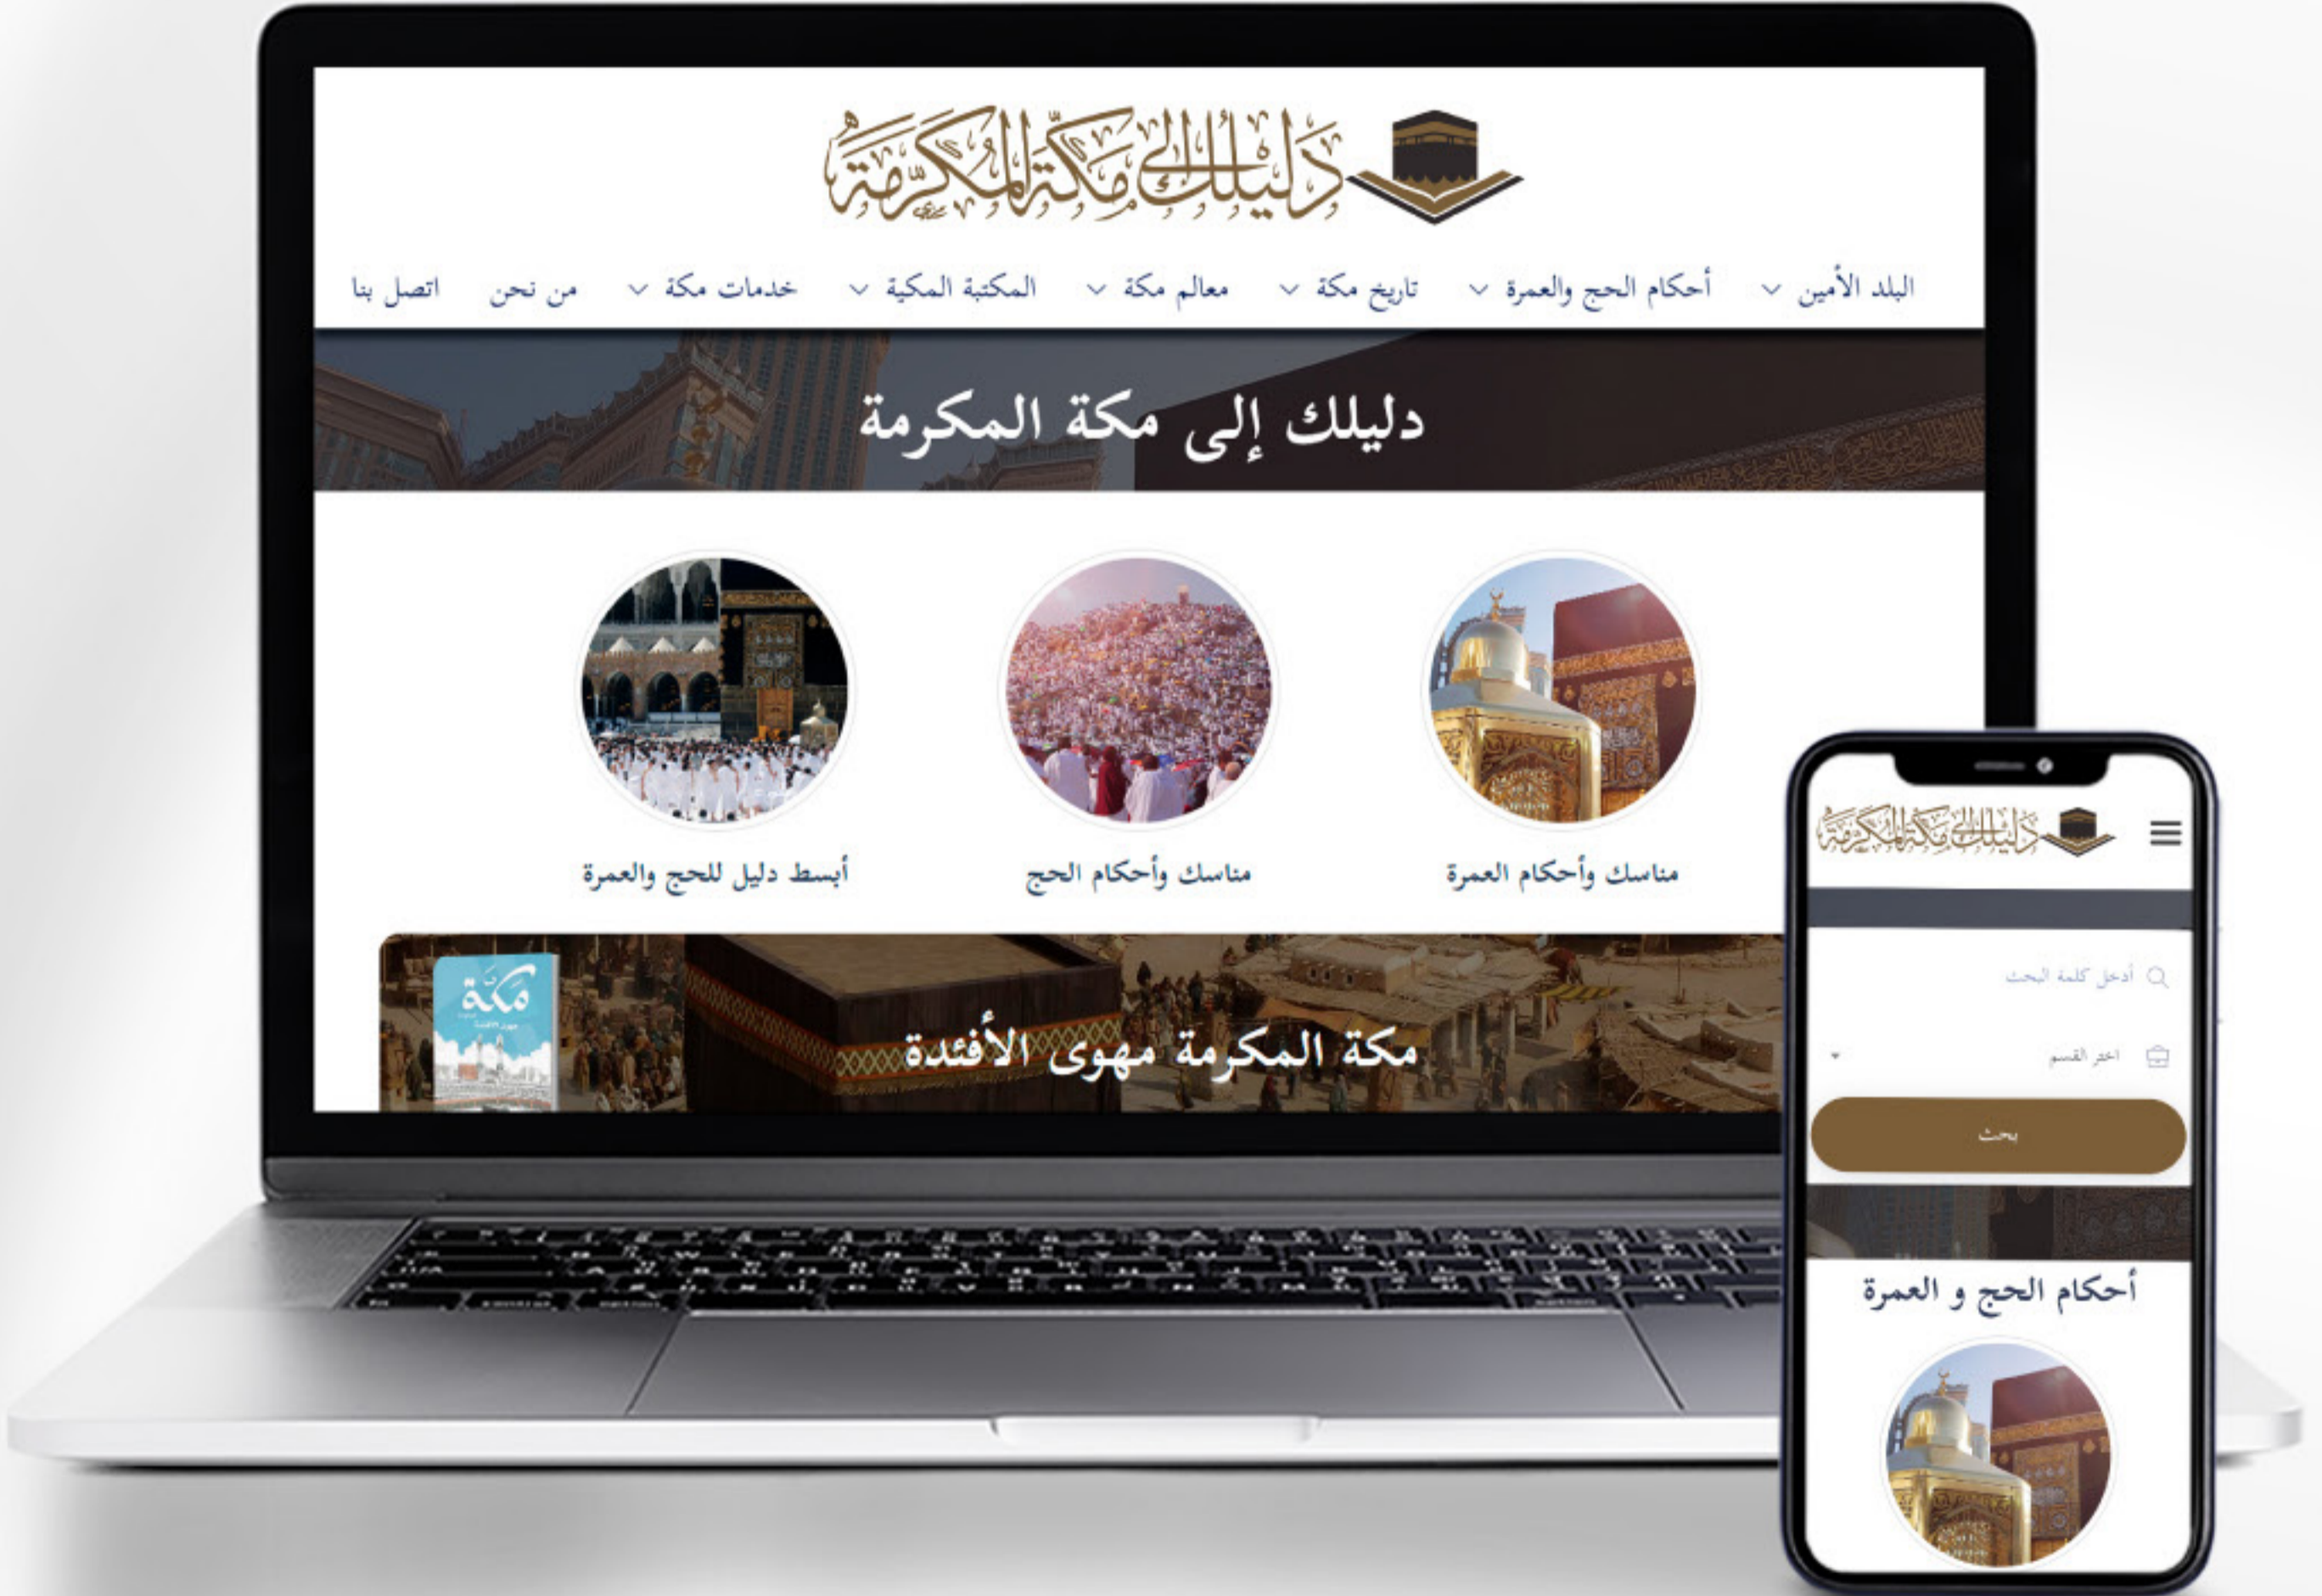 دليلك إلى مكة المكرمة
البلد الأمين أحكام الحج والعمرة تاريخ مكة معالم مكة المكتبة المكية خدمات مكة من نحن اتصل بنا
دليلك إلى مكة المكرمة
مناسك وأحكام العمرة مناسك وأحكام الحج أبسط دليل للحج والعمرة
مكة المكرمة مهوى الأفئدة
مكة
دليلك إلى مكة المكرمة
أدخل كلمة البحث
اختر القسم
بحث
أحكام الحج و العمرة